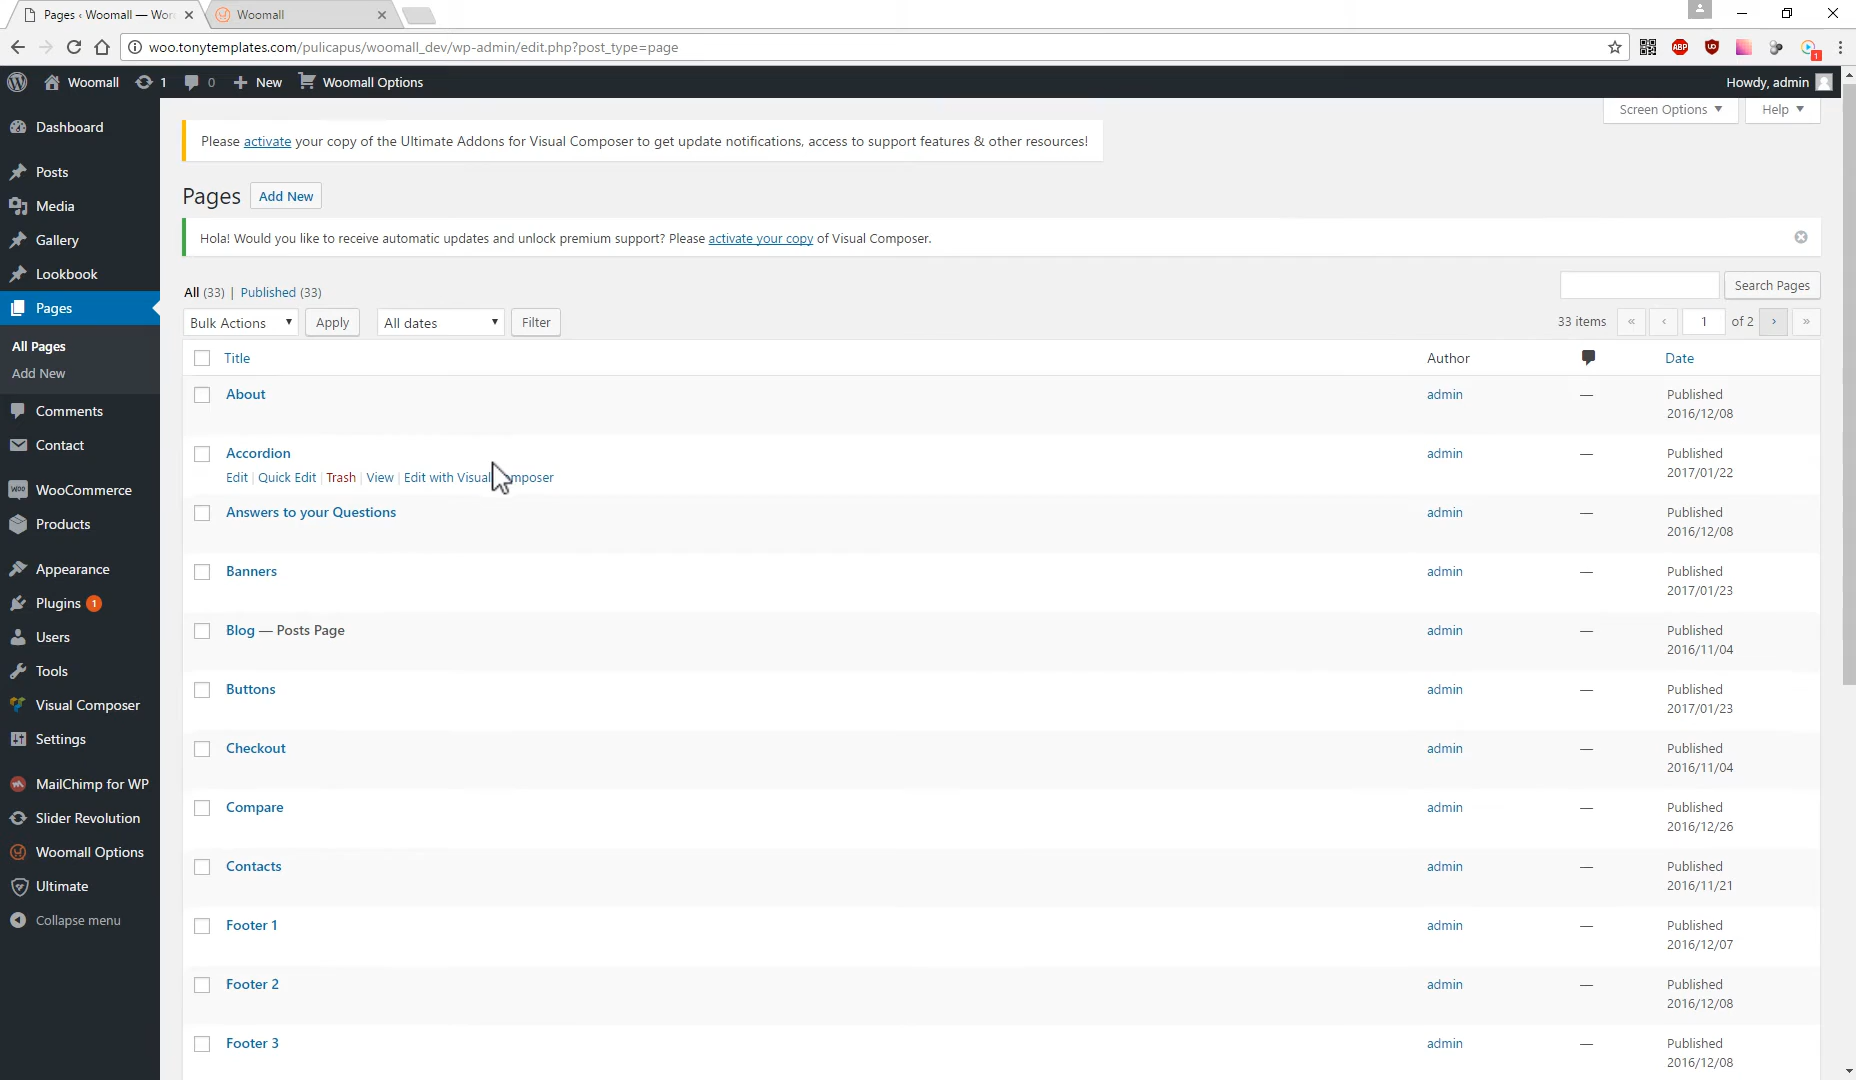 Pages ‹ Woomall — Wor
Woomall
woo.tonytemplates.com/pulicapus/woomall_dev/wp-admin/edit.php?post_type=page
ABP
1
Woomall
1
0
New
Woomall Options
Howdy, admin
Dashboard
Posts
Media
Gallery
Lookbook
Pages
All Pages
Add New
Comments
Contact
WooCommerce
Products
Appearance
Plugins 1
Users
Tools
Visual Composer
Settings
MailChimp for WP
Slider Revolution
Woomall Options
Ultimate
Collapse menu
Screen Options
Help
Please activate your copy of the Ultimate Addons for Visual Composer to get update notifications, access to support features & other resources!
Pages Add New
Hola! Would you like to receive automatic updates and unlock premium support? Please activate your copy of Visual Composer.
All (33) | Published (33)
Search Pages
Bulk Actions Apply All dates Filter
33 items « ‹ 1 of 2 › »
Title Author Date
About admin — Published
2016/12/08
Accordion admin — Published
2017/01/22
Edit | Quick Edit | Trash | View | Edit with Visual mposer
Answers to your Questions admin — Published
2016/12/08
Banners admin — Published
2017/01/23
Blog — Posts Page admin — Published
2016/11/04
Buttons admin — Published
2017/01/23
Checkout admin — Published
2016/11/04
Compare admin — Published
2016/12/26
Contacts admin — Published
2016/11/21
Footer 1 admin — Published
2016/12/07
Footer 2 admin — Published
2016/12/08
Footer 3 admin — Published
2016/12/08